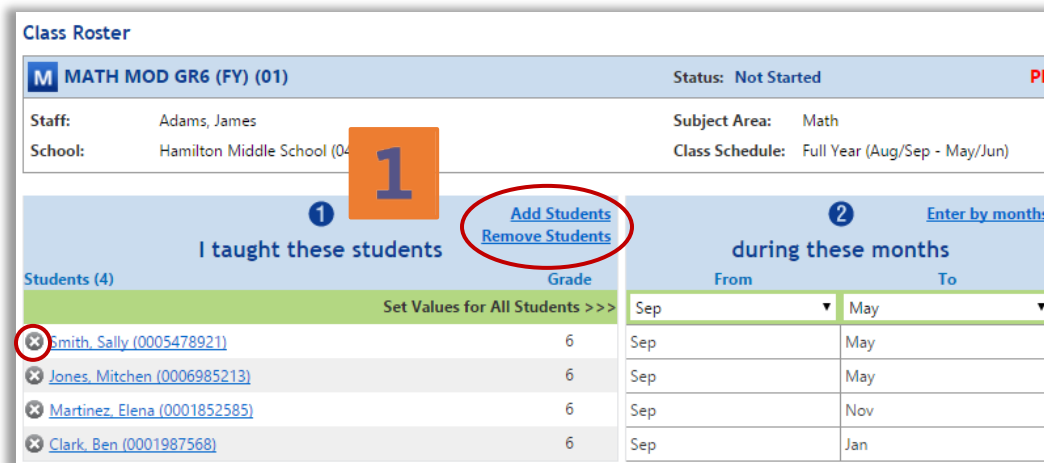 Class Roster
M MATH MOD GR6 (FY) (01) Status: Not Started
Staff: Adams, James Subject Area: Math
School: Hamilton Middle School (04 Class Schedule: Full Year (Aug/Sep - May/Jun)
1
1 Add Students 2 Enter by months
Remove Students
I taught these students during these months
Students (4) Grade From To
Set Values for All Students >>> Sep May
Smith, Sally (0005478921) 6 Sep May
Jones, Mitchen (0006985213) 6 Sep May
Martinez, Elena (0001852585) 6 Sep Nov
Clark, Ben (0001987568) 6 Sep Jan